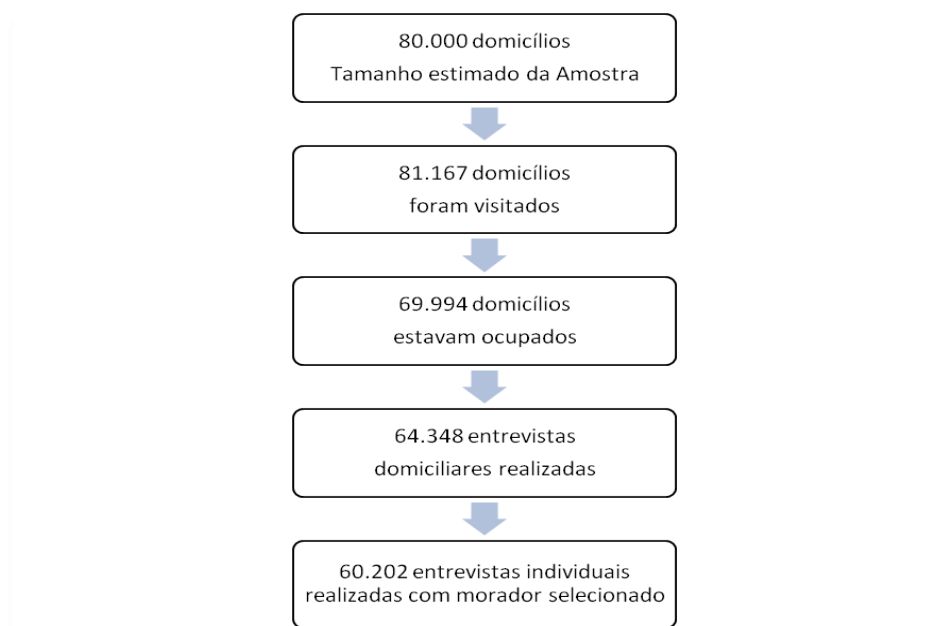 80.000 domicílios
Tamanho estimado da Amostra
81.167 domicílios
foram visitados
69.994 domicílios
estavam ocupados
64.348 entrevistas
domiciliares realizadas
60.202 entrevistas individuais
realizadas com morador selecionado